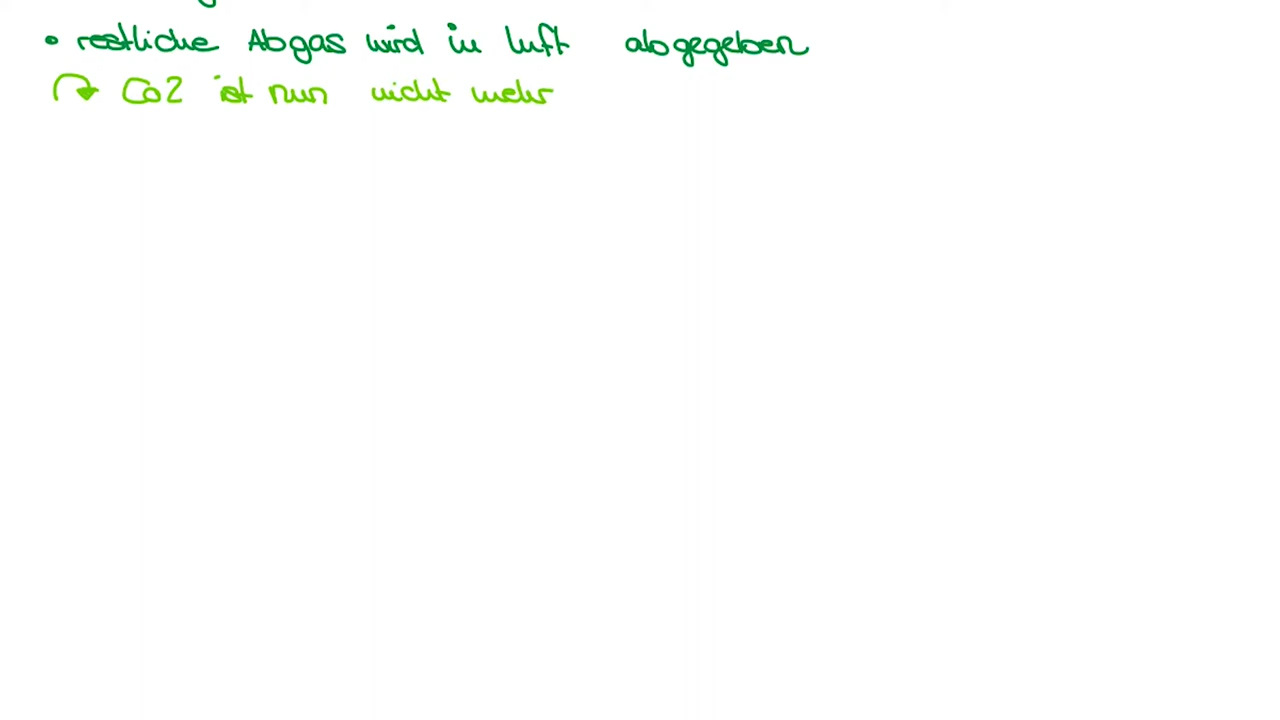 • restliche Abgas wird in luft abgegeben
↷ Co2 ist nun nicht mehr